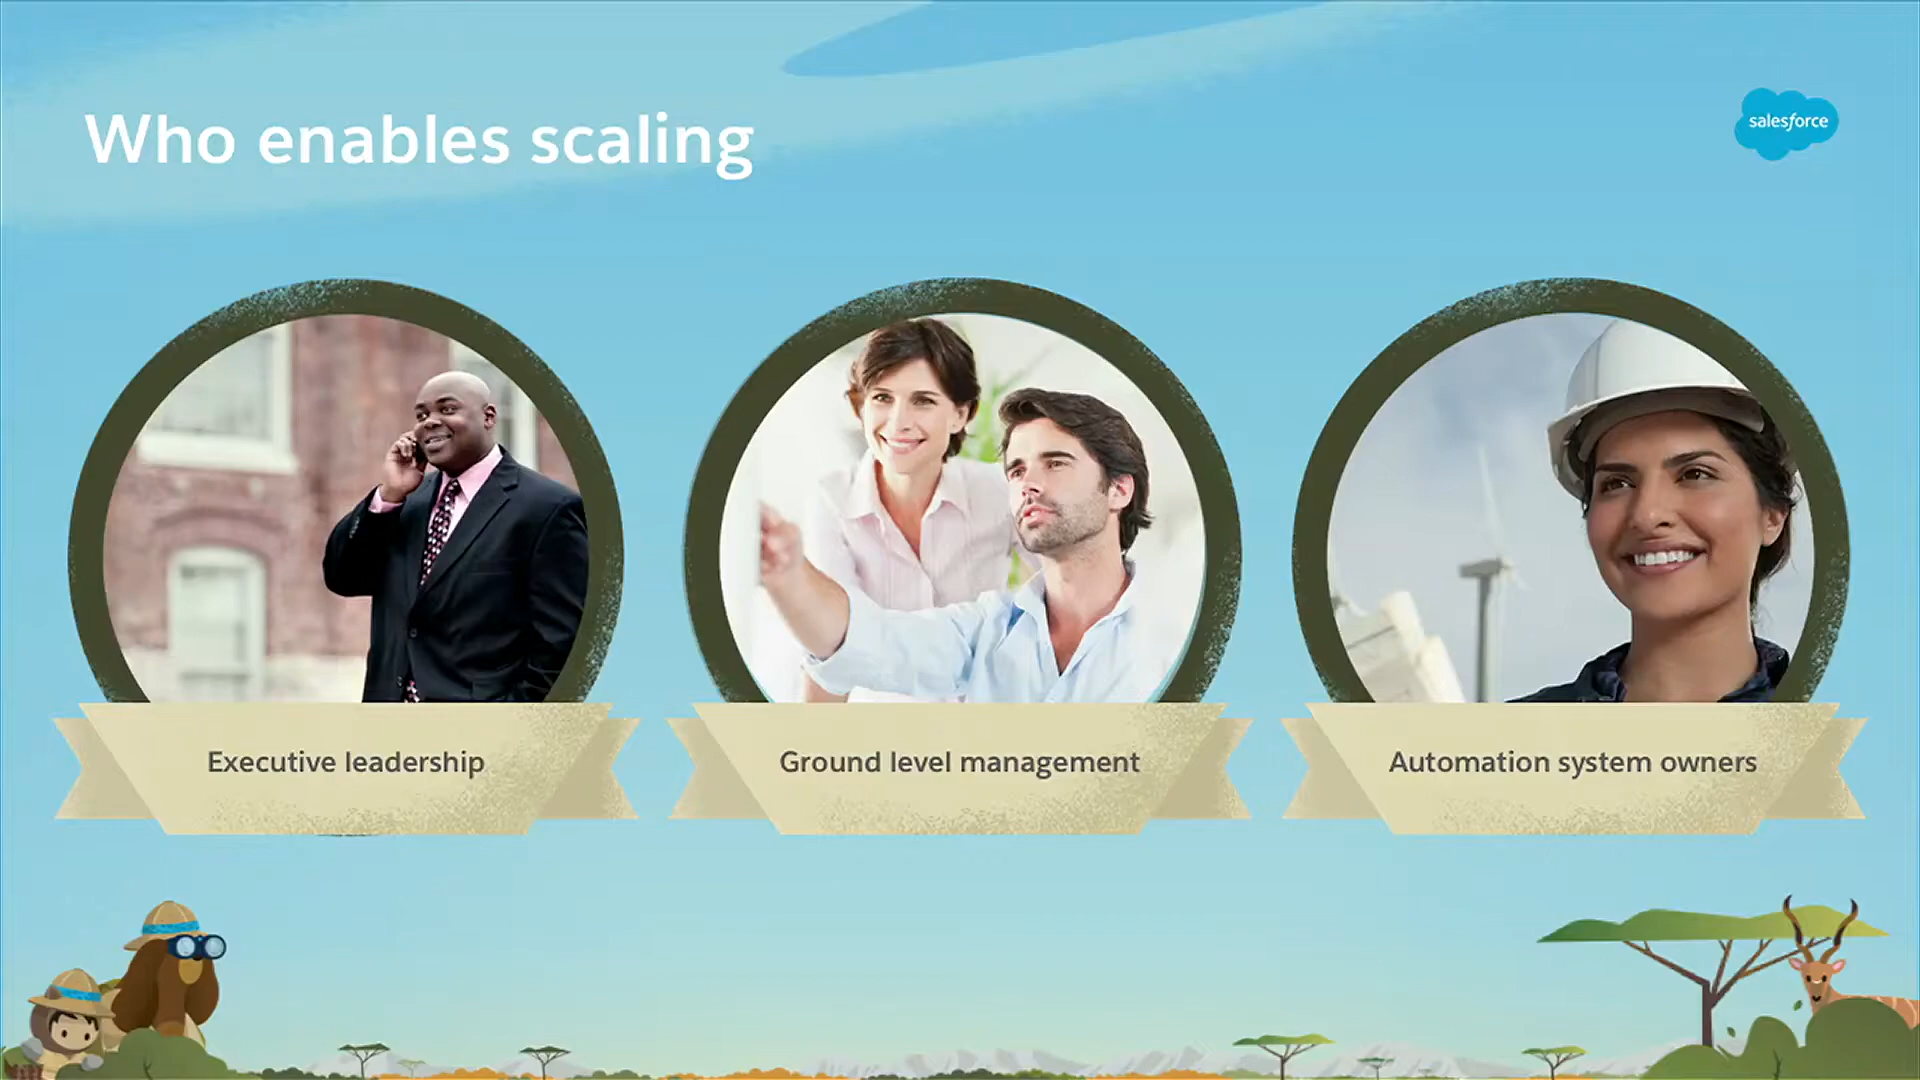 Who enables scaling
salesforce
Executive leadership
Ground level management
Automation system owners